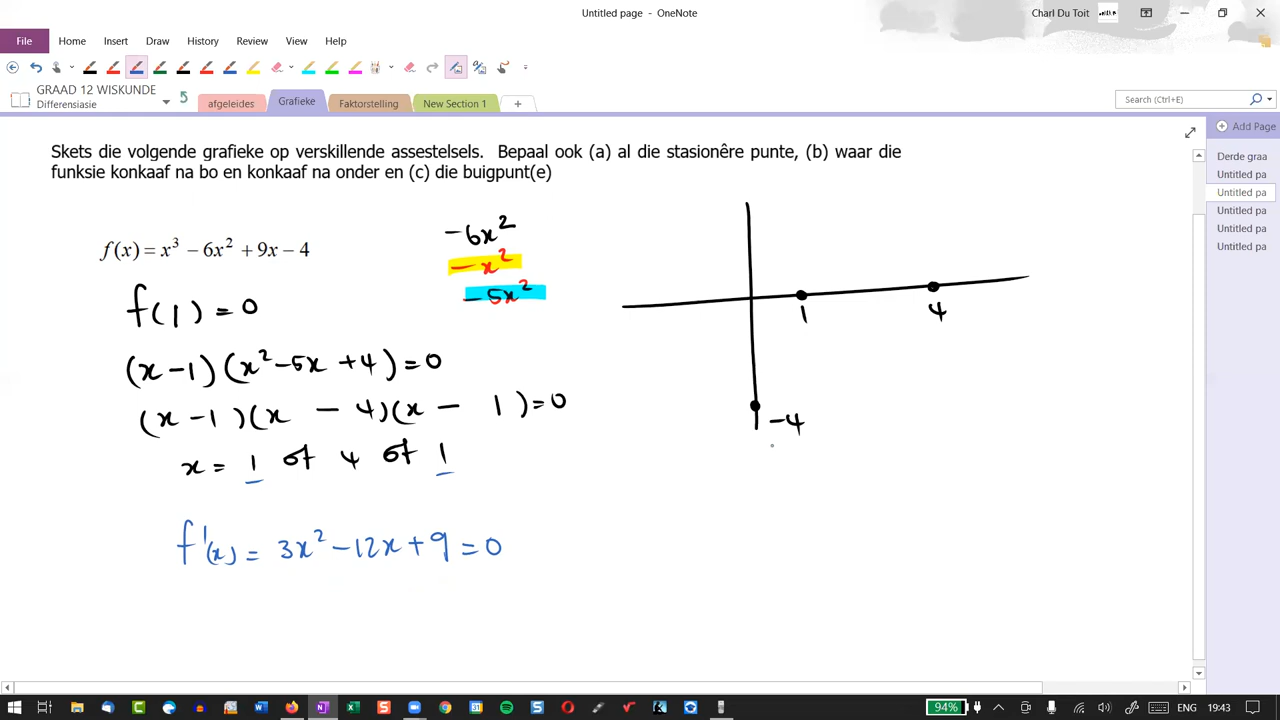 Untitled page - OneNote
Charl Du Toit
File Home Insert Draw History Review View Help
GRAAD 12 WISKUNDE
Differensiasie
afgeleides Grafieke Faktorstelling New Section 1 +
Search (Ctrl+E)
Add Page
Derde graa
Untitled pa
Untitled pa
Untitled pa
Untitled pa
Untitled pa
Skets die volgende grafieke op verskillende assestelsels. Bepaal ook (a) al die stasionêre punte, (b) waar die
funksie konkaaf na bo en konkaaf na onder en (c) die buigpunt(e)
f(x) = x³ − 6x² + 9x − 4
-6x²
-x²
-5x²
f(1) = 0
(x-1)(x²-5x+4)=0
(x-1)(x - 4)(x - 1)=0
x = 1 of 4 of 1
f'(x) = 3x²-12x+9=0
1
4
-4
94%
ENG
19:43